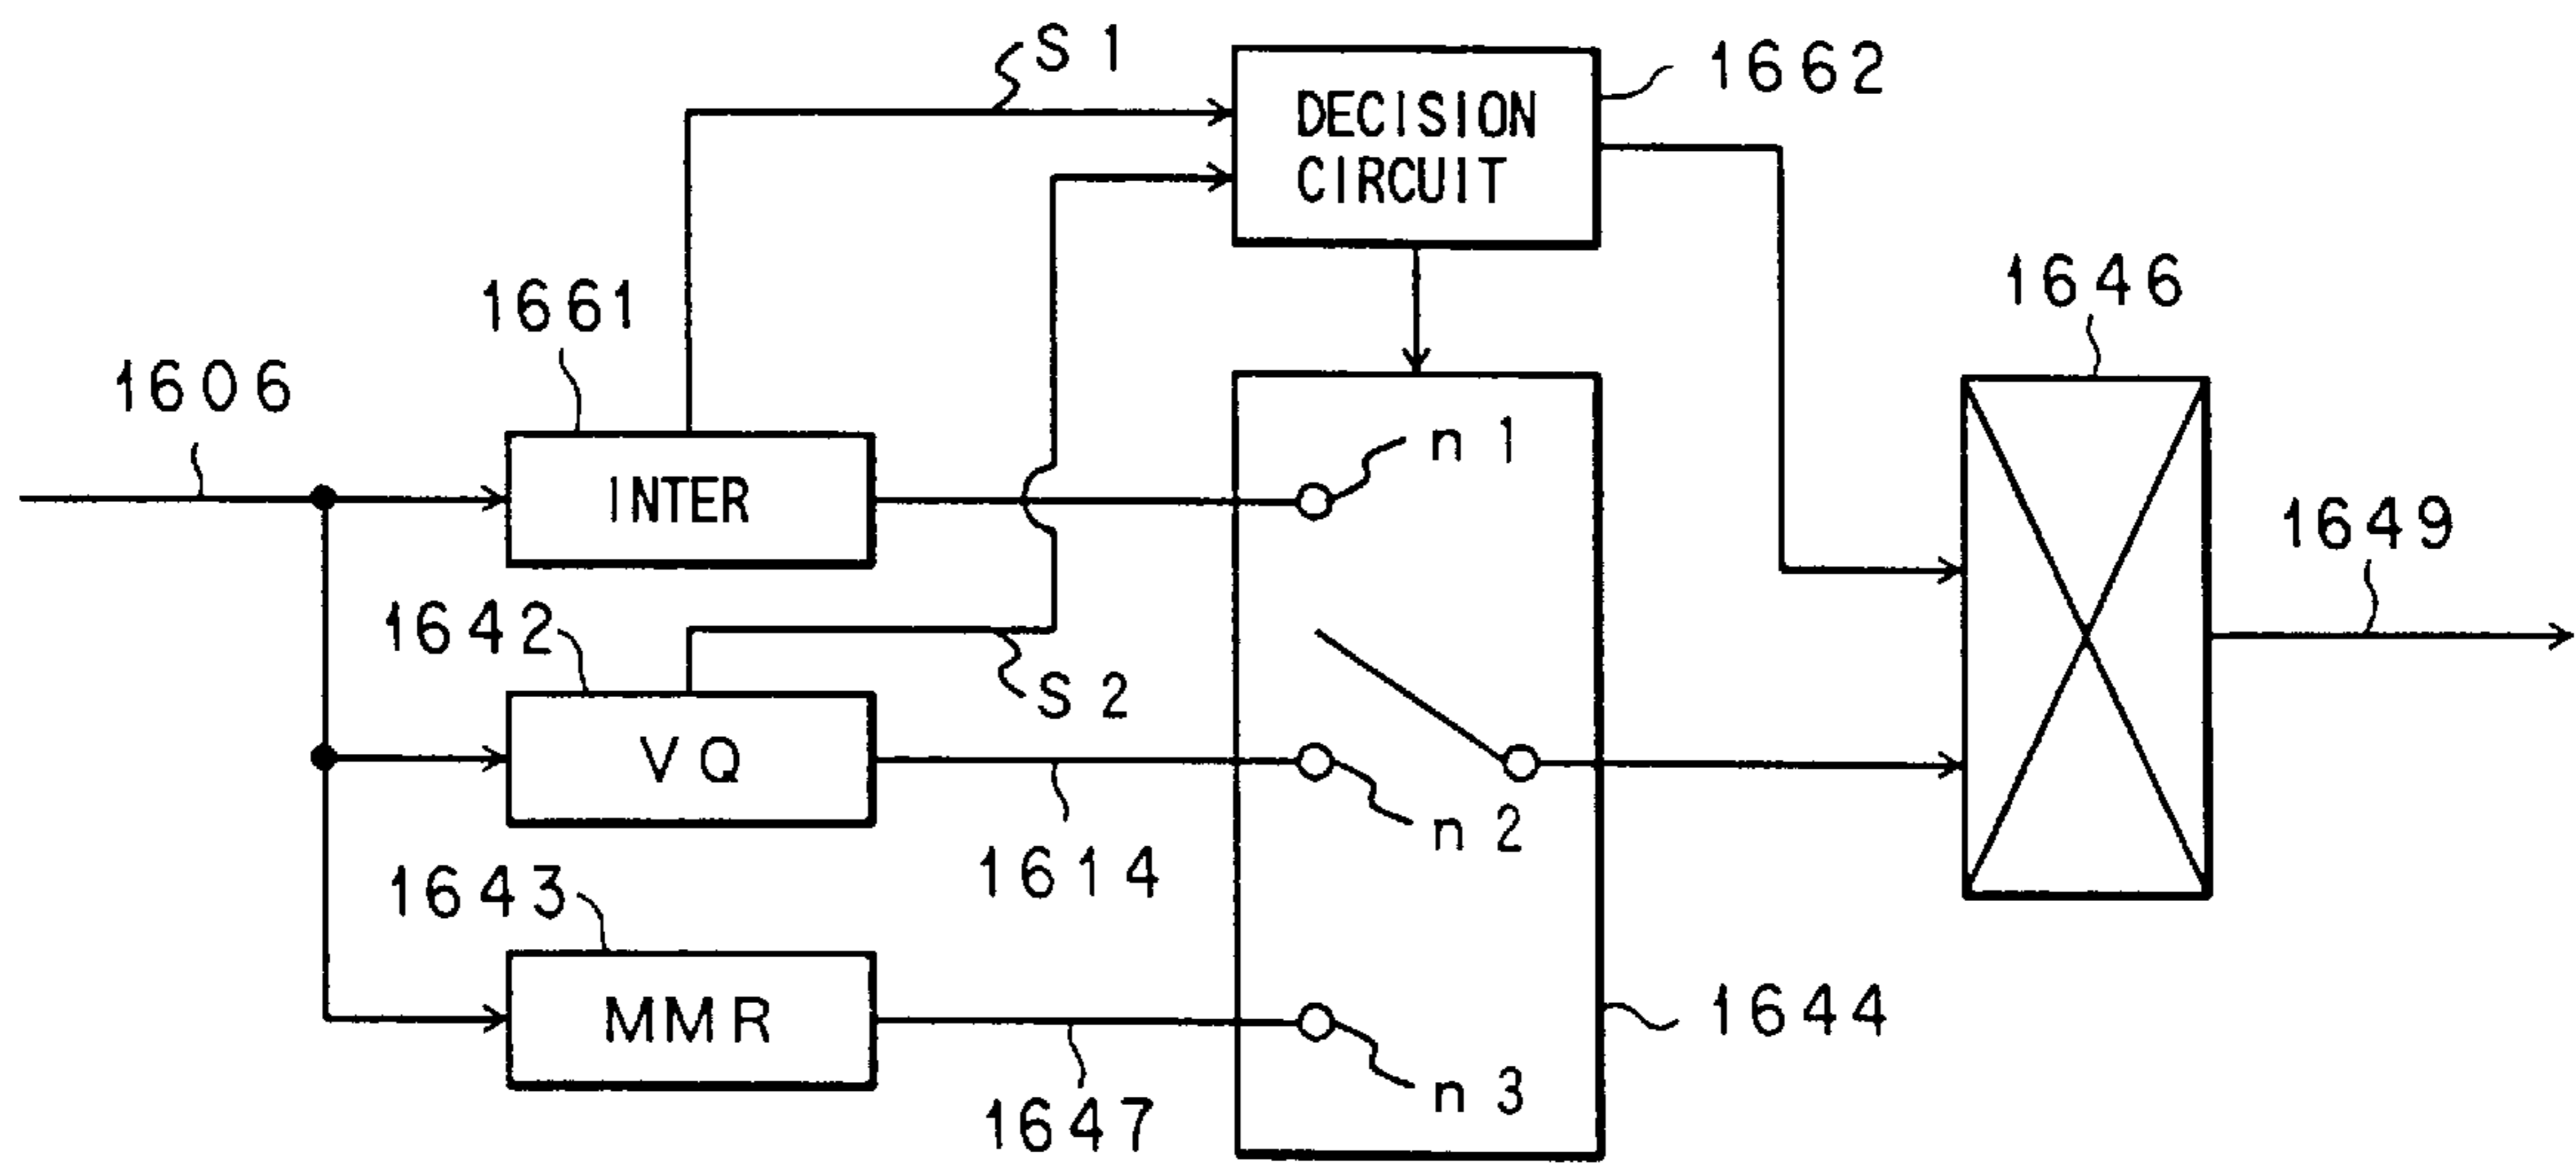 S1
1662
DECISION
CIRCUIT
1646
1661
1606
n1
INTER
1649
1642
S2
VQ
n2
1614
1643
MMR
1644
n3
1647